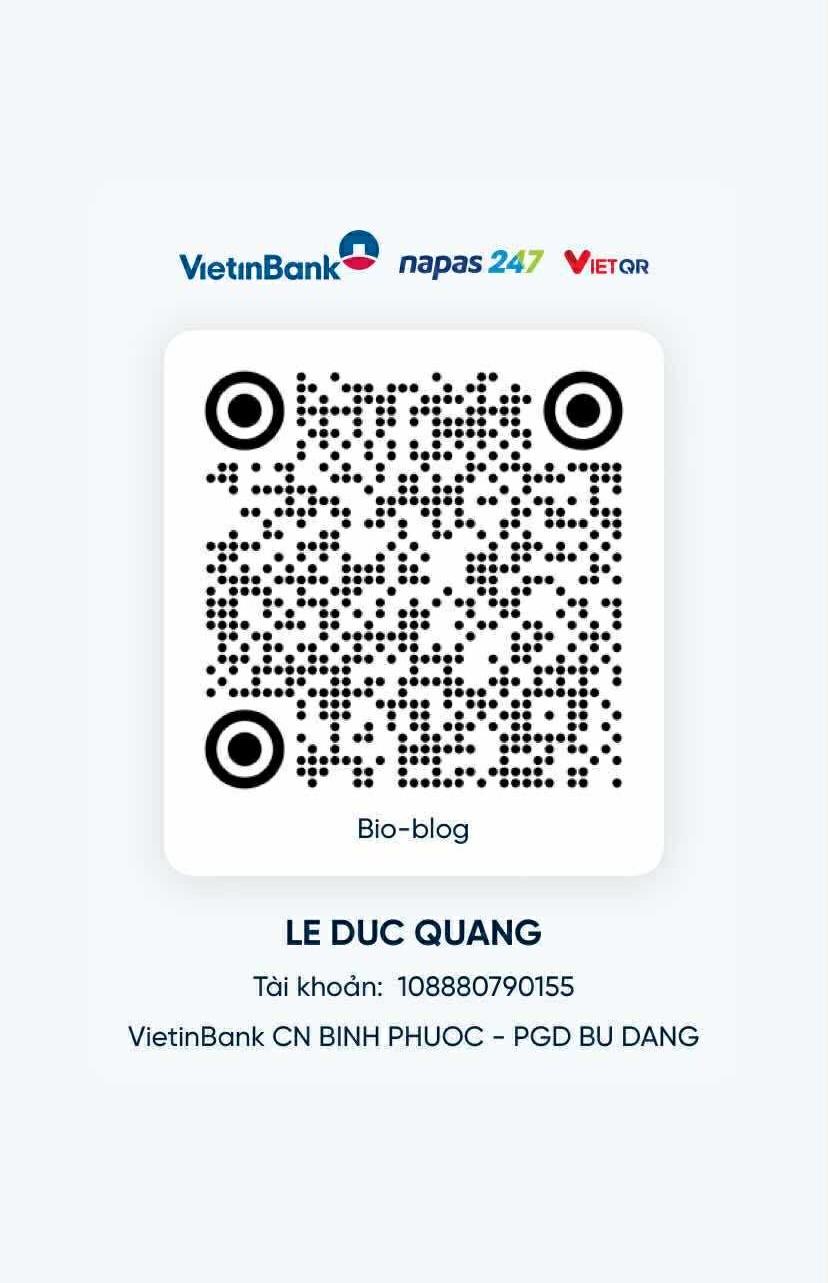 VietinBank napas 247 VIETQR
Bio-blog
LE DUC QUANG
Tài khoản: 108880790155
VietinBank CN BINH PHUOC - PGD BU DANG